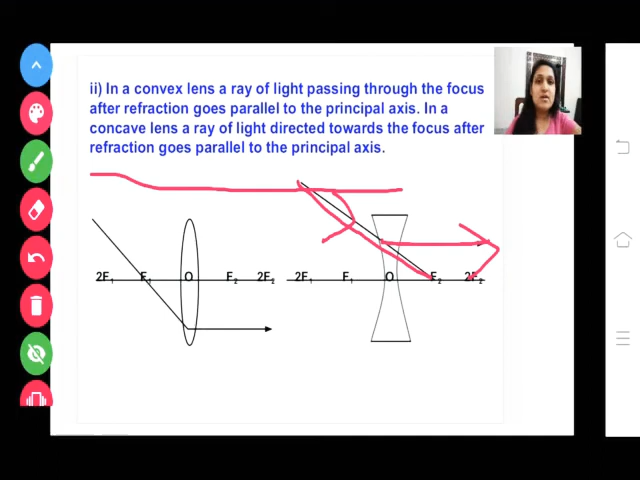 ii) In a convex lens a ray of light passing through the focus
after refraction goes parallel to the principal axis. In a
concave lens a ray of light directed towards the focus after
refraction goes parallel to the principal axis.
2F₁ F₁ O F₂ 2F₂ 2F₁ F₁ O F₂ 2F₂